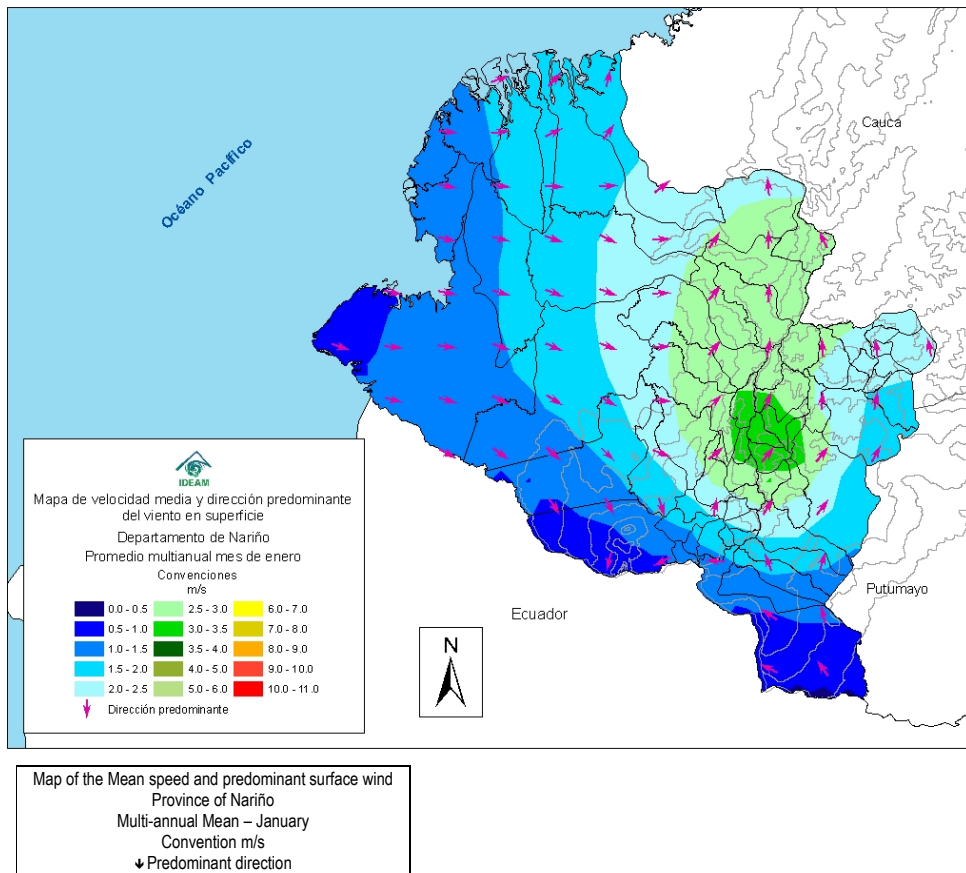 Océano Pacífico
Cauca
Putumayo
Ecuador
N
IDEAM
Mapa de velocidad media y dirección predominante
del viento en superficie
Departamento de Nariño
Promedio multianual mes de enero
Convenciones
m/s
0.0 - 0.5 2.5 - 3.0 6.0 - 7.0
0.5 - 1.0 3.0 - 3.5 7.0 - 8.0
1.0 - 1.5 3.5 - 4.0 8.0 - 9.0
1.5 - 2.0 4.0 - 5.0 9.0 - 10.0
2.0 - 2.5 5.0 - 6.0 10.0 - 11.0
Dirección predominante
Map of the Mean speed and predominant surface wind
Province of Nariño
Multi-annual Mean – January
Convention m/s
Predominant direction